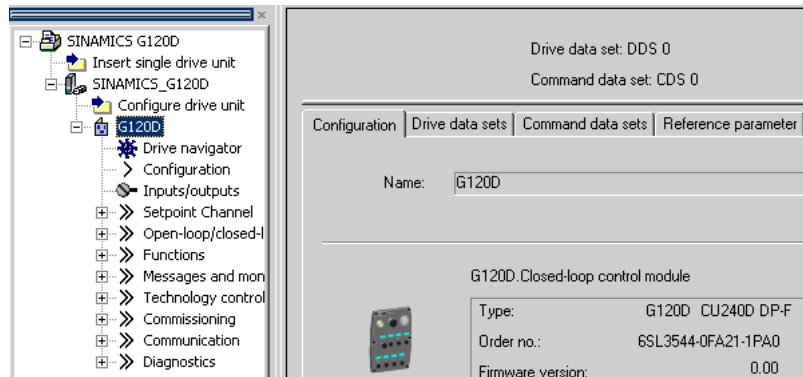 SINAMICS G120D
Insert single drive unit
SINAMICS_G120D
Configure drive unit
G120D
Drive navigator
Configuration
Inputs/outputs
Setpoint Channel
Open-loop/closed-l
Functions
Messages and mon
Technology control
Commissioning
Communication
Diagnostics
Drive data set: DDS 0
Command data set: CDS 0
Configuration Drive data sets Command data sets Reference parameter
Name: G120D
G120D.Closed-loop control module
Type: G120D CU240D DP-F
Order no.: 6SL3544-0FA21-1PA0
Firmware version: 0.00